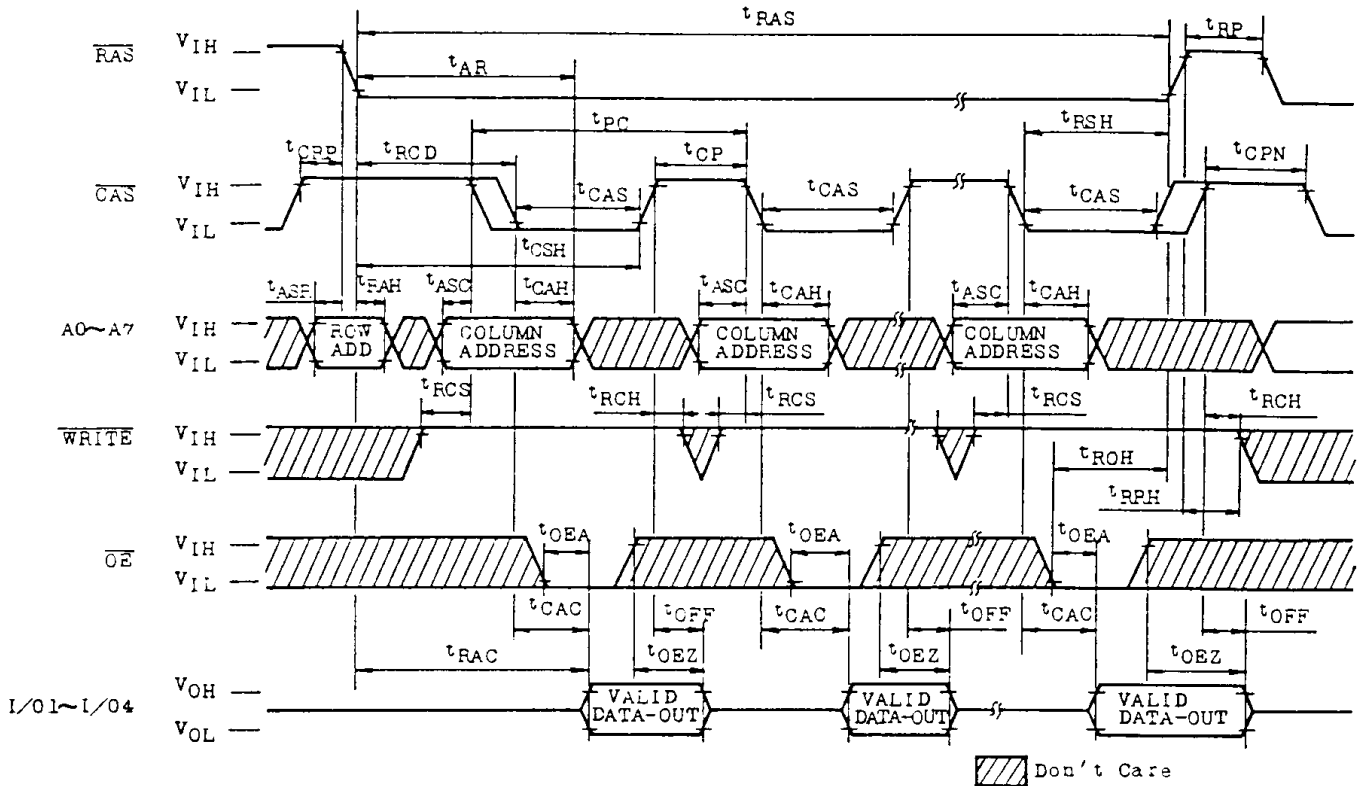 tRAS
tRP
RAS
VIH
VIL
tAR
tPC
tRSH
tCRP
tRCD
tCP
tCPN
CAS
VIH
VIL
tCAS
tCAS
tCAS
tCSH
tASR
tRAH
tASC
tCAH
tASC
tCAH
tASC
tCAH
A0~A7
VIH
VIL
ROW
ADD
COLUMN
ADDRESS
COLUMN
ADDRESS
COLUMN
ADDRESS
tRCS
tRCH
tRCS
tRCS
tRCH
WRITE
VIH
VIL
tROH
tRRH
OE
VIH
VIL
tOEA
tOEA
tOEA
tCAC
tOFF
tCAC
tOFF
tCAC
tOFF
tRAC
tOEZ
tOEZ
tOEZ
I/O1~I/O4
VOH
VOL
VALID
DATA-OUT
VALID
DATA-OUT
VALID
DATA-OUT
Don't Care